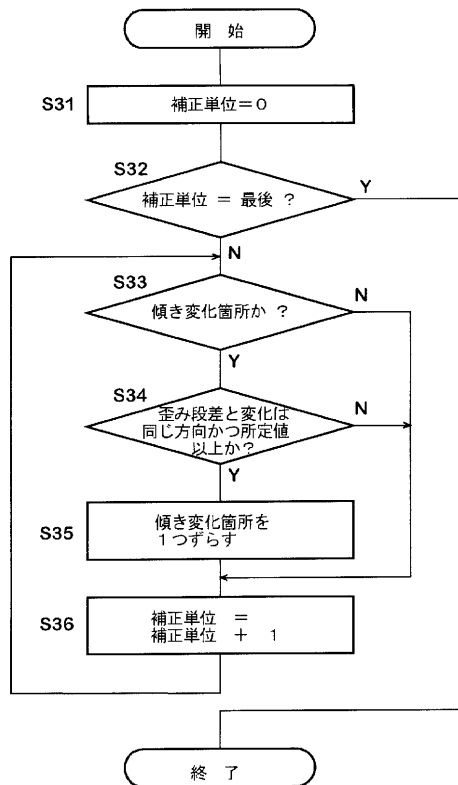 開 始
S31
補正単位=0
S32
補正単位 = 最後 ?
Y
N
S33
傾き変化箇所か ?
N
Y
S34
歪み段差と変化は
同じ方向かつ所定値
以上か?
N
Y
S35
傾き変化箇所を
1つずらす
S36
補正単位 =
補正単位 + 1
終 了